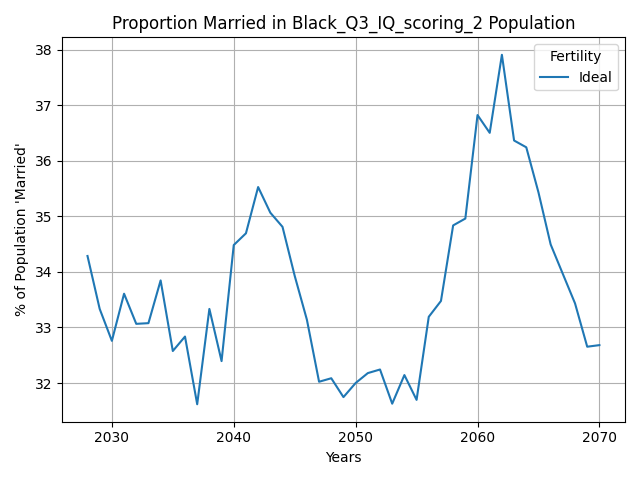 Proportion Married in Black_Q3_IQ_scoring_2 Population
38
37
36
35
34
33
32
% of Population 'Married'
Fertility
Ideal
2030 2040 2050 2060 2070
Years